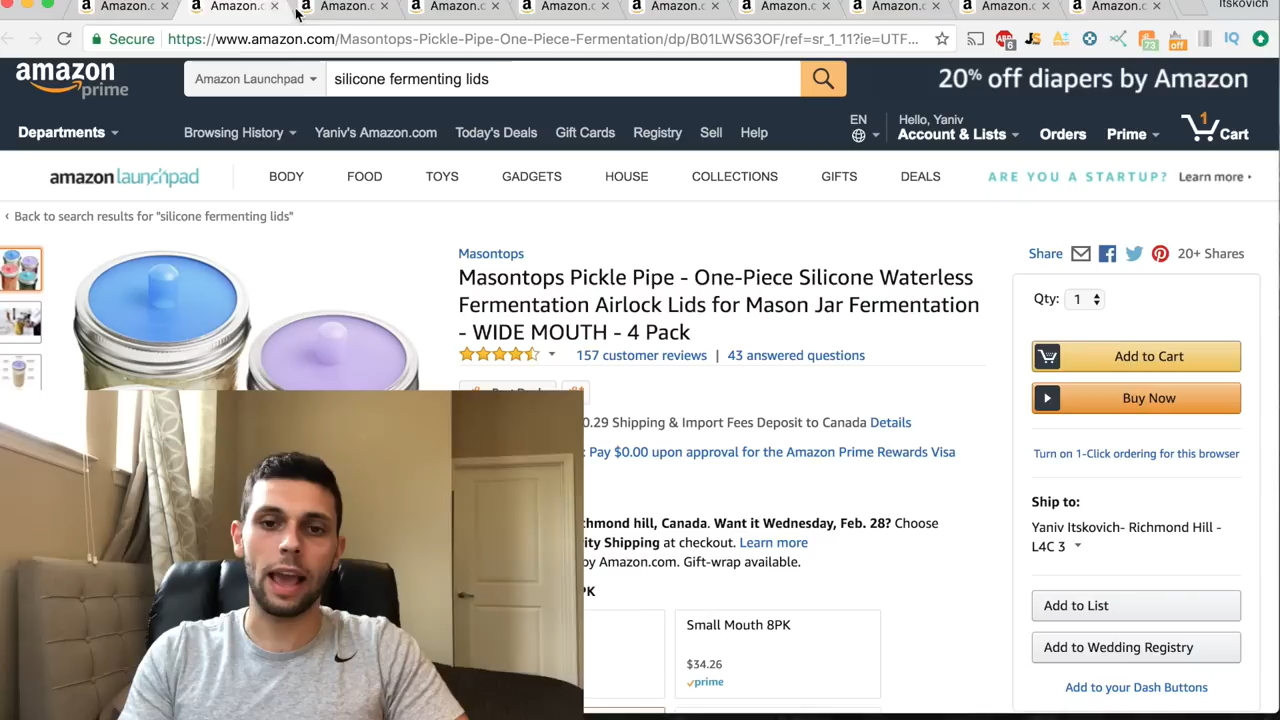 Amazon.c Amazon.c Amazon.c Amazon.c Amazon.c Amazon.c Amazon.c Amazon.c Amazon.c Amazon.c Itskovich
Secure https://www.amazon.com/Masontops-Pickle-Pipe-One-Piece-Fermentation/dp/B01LWS63OF/ref=sr_1_11?ie=UTF...
6 JS 73 off IQ
amazon prime
Amazon Launchpad silicone fermenting lids
20% off diapers by Amazon
Departments Browsing History Yaniv's Amazon.com Today's Deals Gift Cards Registry Sell Help
EN
Hello, Yaniv
Account & Lists Orders Prime 1 Cart
amazon launchpad BODY FOOD TOYS GADGETS HOUSE COLLECTIONS GIFTS DEALS ARE YOU A STARTUP? Learn more ›
‹ Back to search results for "silicone fermenting lids"
Masontops
Masontops Pickle Pipe - One-Piece Silicone Waterless
Fermentation Airlock Lids for Mason Jar Fermentation
- WIDE MOUTH - 4 Pack
157 customer reviews | 43 answered questions
0.29 Shipping & Import Fees Deposit to Canada Details
: Pay $0.00 upon approval for the Amazon Prime Rewards Visa
hmond hill, Canada. Want it Wednesday, Feb. 28? Choose
ity Shipping at checkout. Learn more
by Amazon.com. Gift-wrap available.
PK
Small Mouth 8PK
$34.26
prime
Share 20+ Shares
Qty: 1
Add to Cart
Buy Now
Turn on 1-Click ordering for this browser
Ship to:
Yaniv Itskovich- Richmond Hill -
L4C 3
Add to List
Add to Wedding Registry
Add to your Dash Buttons